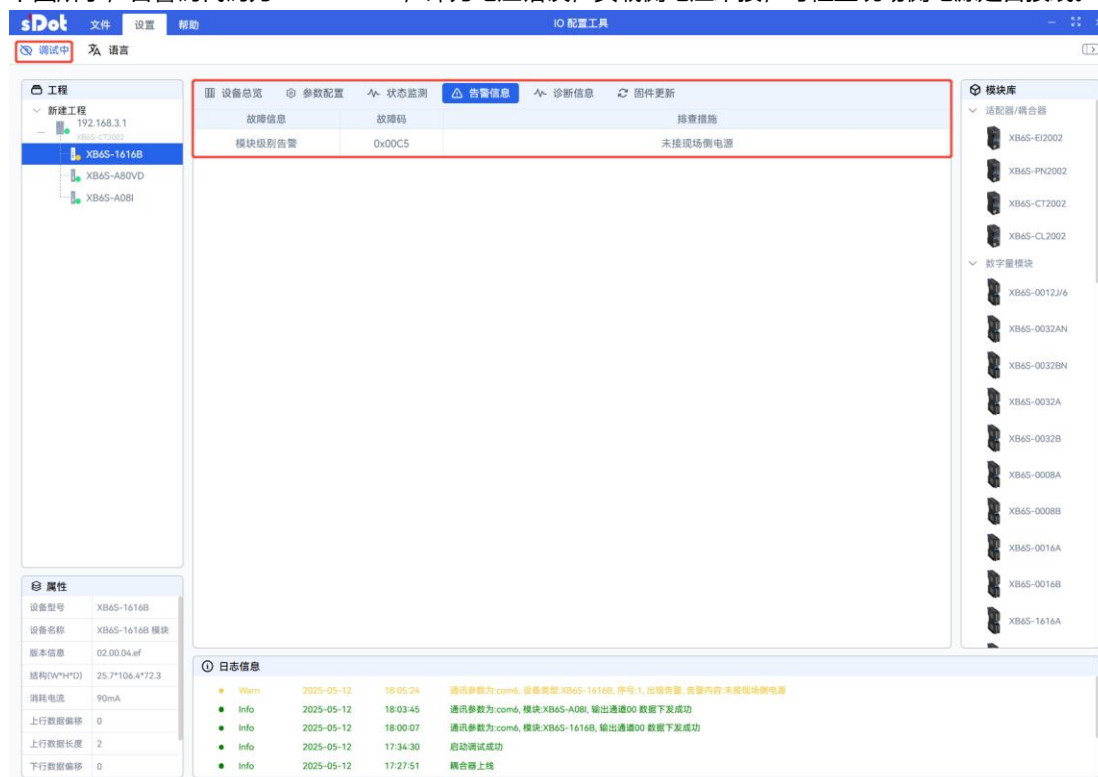 sDot 文件 设置 帮助 IO 配置工具
调试中 语言
工程
新建工程
192.168.3.1
XB6S-CT2002
XB6S-1616B
XB6S-A80VD
XB6S-A08I
设备总览 参数配置 状态监测 告警信息 诊断信息 固件更新
故障信息 故障码 排查措施
模块级别告警 0x00C5 未接现场侧电源
模块库
适配器/耦合器
XB6S-EI2002
XB6S-PN2002
XB6S-CT2002
XB6S-CL2002
数字量模块
XB6S-0012J/6
XB6S-0032AN
XB6S-0032BN
XB6S-0032A
XB6S-0032B
XB6S-0008A
XB6S-0008B
XB6S-0016A
XB6S-0016B
XB6S-1616A
属性
设备型号 XB6S-1616B
设备名称 XB6S-1616B 模块
版本信息 02.00.04.ef
结构(W*H*D) 25.7*106.4*72.3
消耗电流 90mA
上行数据偏移 0
上行数据长度 2
下行数据偏移 0
日志信息
Warn 2025-05-12 18:05:24 通讯参数为:com6, 设备类型:XB6S-1616B, 序号:1, 出现告警, 告警内容:未接现场侧电源
Info 2025-05-12 18:03:45 通讯参数为:com6, 模块:XB6S-A08I, 输出通道00 数据下发成功
Info 2025-05-12 18:00:07 通讯参数为:com6, 模块:XB6S-1616B, 输出通道00 数据下发成功
Info 2025-05-12 17:34:30 启动调试成功
Info 2025-05-12 17:27:51 耦合器上线